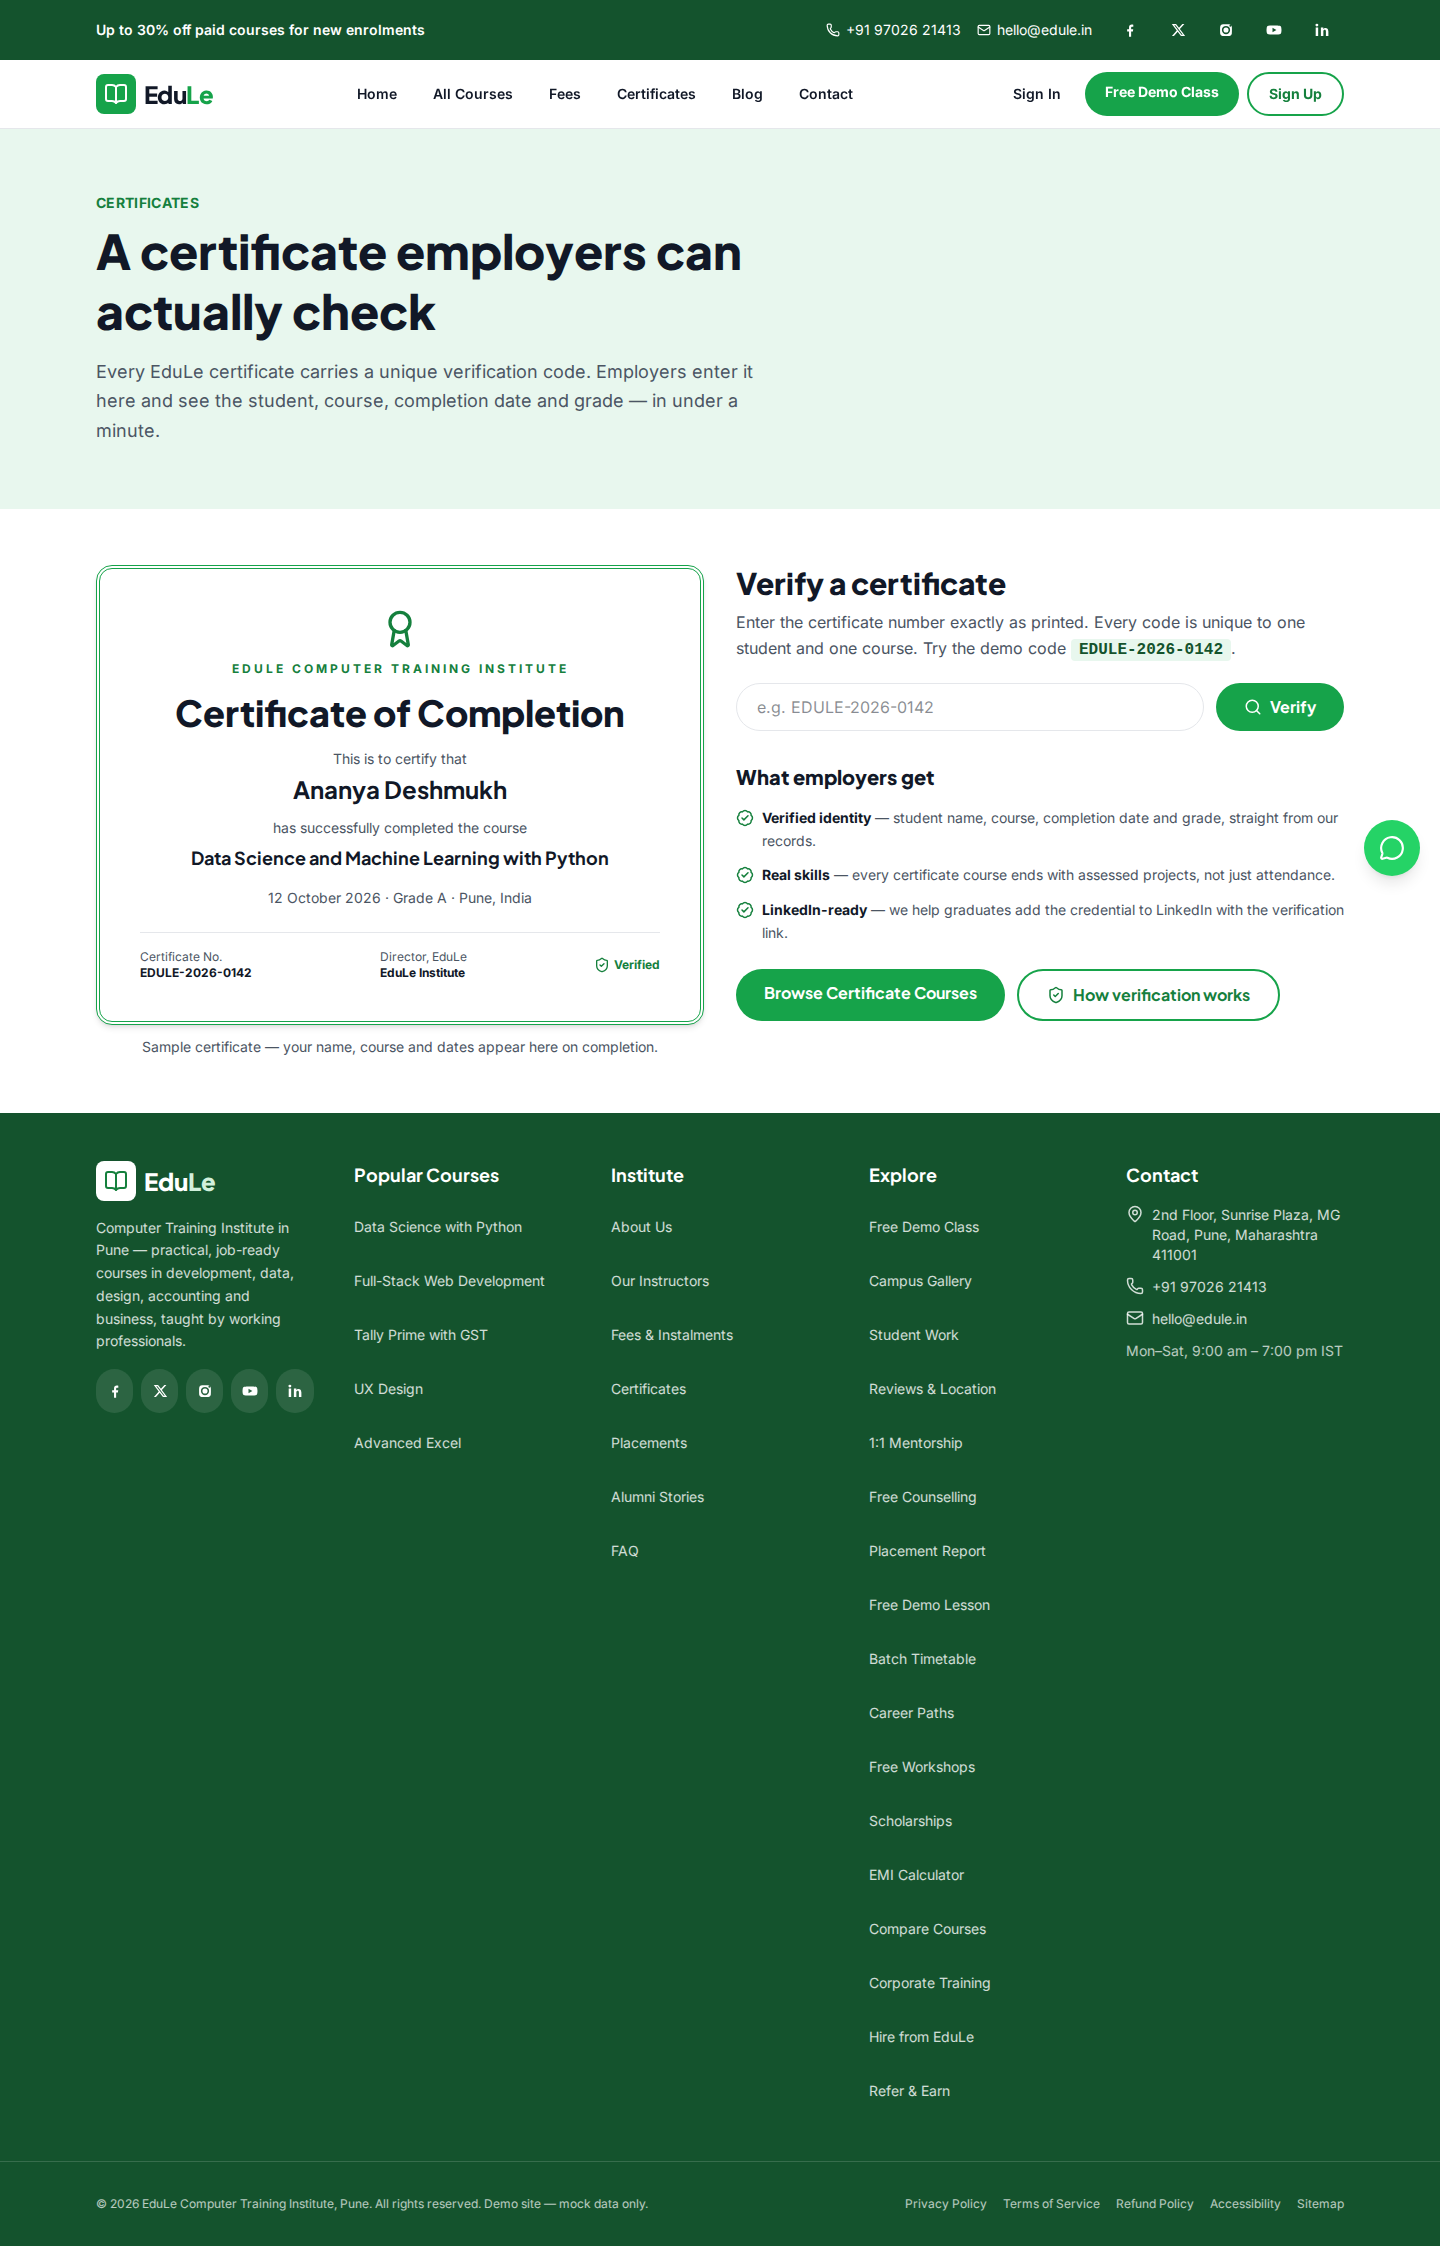 Up to 30% off paid courses for new enrolments
+91 97026 21413
hello@edule.in
EduLe
Home
All Courses
Fees
Certificates
Blog
Contact
Sign In
Free Demo Class
Sign Up
CERTIFICATES
A certificate employers can
actually check
Every EduLe certificate carries a unique verification code. Employers enter it
here and see the student, course, completion date and grade — in under a
minute.
EDULE COMPUTER TRAINING INSTITUTE
Certificate of Completion
This is to certify that
Ananya Deshmukh
has successfully completed the course
Data Science and Machine Learning with Python
12 October 2026 · Grade A · Pune, India
Certificate No.
EDULE-2026-0142
Director, EduLe
EduLe Institute
Verified
Sample certificate — your name, course and dates appear here on completion.
Verify a certificate
Enter the certificate number exactly as printed. Every code is unique to one
student and one course. Try the demo code EDULE-2026-0142.
e.g. EDULE-2026-0142
Verify
What employers get
Verified identity — student name, course, completion date and grade, straight from our
records.
Real skills — every certificate course ends with assessed projects, not just attendance.
LinkedIn-ready — we help graduates add the credential to LinkedIn with the verification
link.
Browse Certificate Courses
How verification works
EduLe
Computer Training Institute in
Pune — practical, job-ready
courses in development, data,
design, accounting and
business, taught by working
professionals.
Popular Courses
Data Science with Python
Full-Stack Web Development
Tally Prime with GST
UX Design
Advanced Excel
Institute
About Us
Our Instructors
Fees & Instalments
Certificates
Placements
Alumni Stories
FAQ
Explore
Free Demo Class
Campus Gallery
Student Work
Reviews & Location
1:1 Mentorship
Free Counselling
Placement Report
Free Demo Lesson
Batch Timetable
Career Paths
Free Workshops
Scholarships
EMI Calculator
Compare Courses
Corporate Training
Hire from EduLe
Refer & Earn
Contact
2nd Floor, Sunrise Plaza, MG
Road, Pune, Maharashtra
411001
+91 97026 21413
hello@edule.in
Mon–Sat, 9:00 am – 7:00 pm IST
© 2026 EduLe Computer Training Institute, Pune. All rights reserved. Demo site — mock data only.
Privacy Policy
Terms of Service
Refund Policy
Accessibility
Sitemap